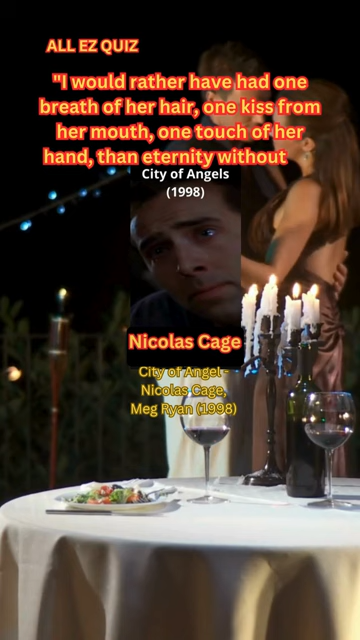 ALL EZ QUIZ
"I would rather have had one
breath of her hair, one kiss from
her mouth, one touch of her
hand, than eternity without
City of Angels
(1998)
Nicolas Cage
City of Angel -
Nicolas Cage,
Meg Ryan (1998)